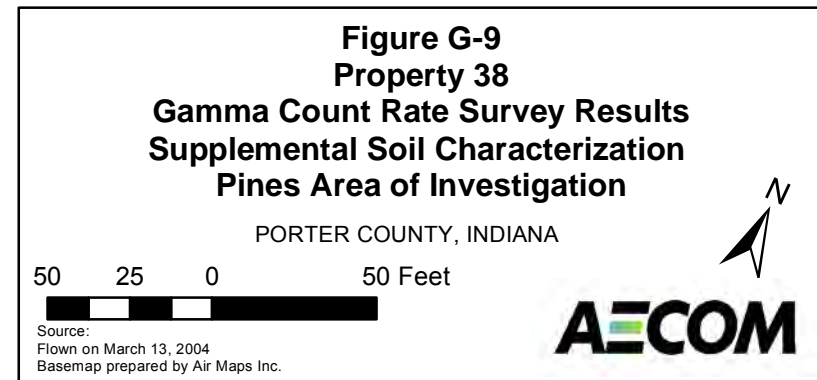 Figure G-9
Property 38
Gamma Count Rate Survey Results
Supplemental Soil Characterization
Pines Area of Investigation
N
PORTER COUNTY, INDIANA
50 25 0 50 Feet
Source:
Flown on March 13, 2004
Basemap prepared by Air Maps Inc.
AECOM